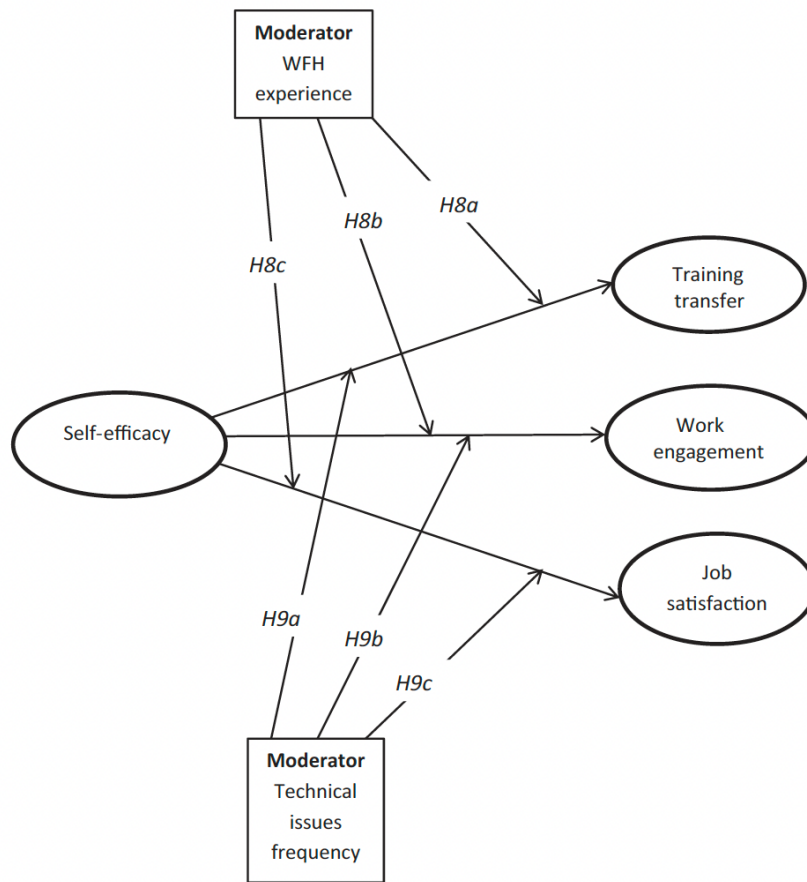 Moderator
WFH
experience
H8a
H8b
H8c
Training
transfer
Self-efficacy
Work
engagement
Job
satisfaction
H9a
H9b
H9c
Moderator
Technical
issues
frequency